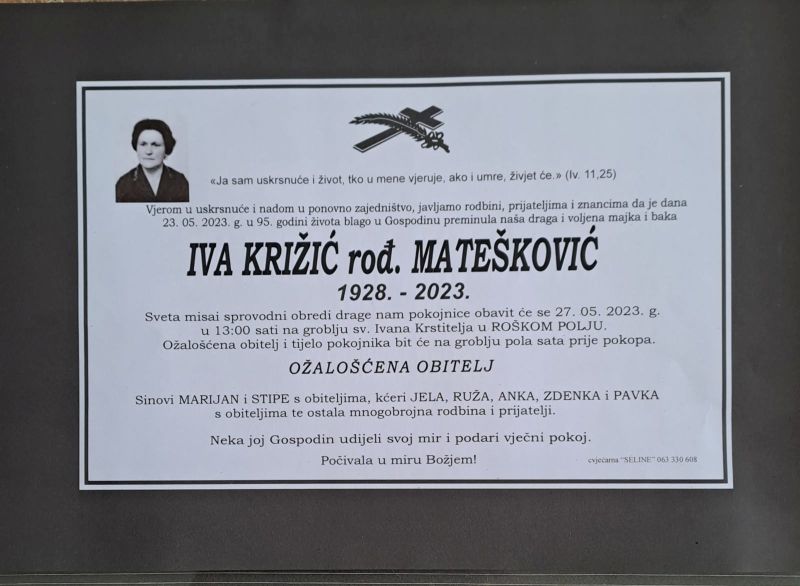 «Ja sam uskrsnuće i život, tko u mene vjeruje, ako i umre, živjet će.» (Iv. 11,25)
Vjerom u uskrsnuće i nadom u ponovno zajedništvo, javljamo rodbini, prijateljima i znancima da je dana
23. 05. 2023. g. u 95. godini života blago u Gospodinu preminula naša draga i voljena majka i baka
IVA KRIŽIĆ rođ. MATEŠKOVIĆ
1928. - 2023.
Sveta misai sprovodni obredi drage nam pokojnice obavit će se 27. 05. 2023. g.
u 13:00 sati na groblju sv. Ivana Krstitelja u ROŠKOM POLJU.
Ožalošćena obitelj i tijelo pokojnika bit će na groblju pola sata prije pokopa.
OŽALOŠĆENA OBITELJ
Sinovi MARIJAN i STIPE s obiteljima, kćeri JELA, RUŽA, ANKA, ZDENKA i PAVKA
s obiteljima te ostala mnogobrojna rodbina i prijatelji.
Neka joj Gospodin udijeli svoj mir i podari vječni pokoj.
Počivala u miru Božjem!
cvjećarna "SELINE" 063 330 608